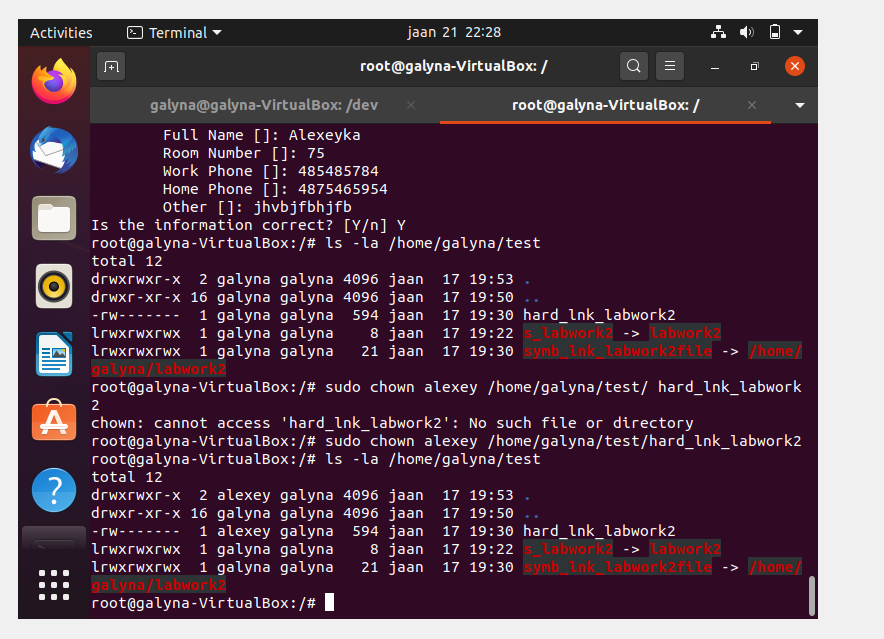 Activities Terminal jaan 21 22:28
root@galyna-VirtualBox: /
galyna@galyna-VirtualBox: /dev root@galyna-VirtualBox: /
Full Name []: Alexeyka
Room Number []: 75
Work Phone []: 485485784
Home Phone []: 4875465954
Other []: jhvbjfbhjfb
Is the information correct? [Y/n] Y
root@galyna-VirtualBox:/# ls -la /home/galyna/test
total 12
drwxrwxr-x  2 galyna galyna 4096 jaan  17 19:53 .
drwxr-xr-x 16 galyna galyna 4096 jaan  17 19:50 ..
-rw-------  1 galyna galyna  594 jaan  17 19:30 hard_lnk_labwork2
lrwxrwxrwx  1 galyna galyna    8 jaan  17 19:22 s_labwork2 -> labwork2
lrwxrwxrwx  1 galyna galyna   21 jaan  17 19:30 symb_lnk_labwork2file -> /home/
galyna/labwork2
root@galyna-VirtualBox:/# sudo chown alexey /home/galyna/test/ hard_lnk_labwork
2
chown: cannot access 'hard_lnk_labwork2': No such file or directory
root@galyna-VirtualBox:/# sudo chown alexey /home/galyna/test/hard_lnk_labwork2
root@galyna-VirtualBox:/# ls -la /home/galyna/test
total 12
drwxrwxr-x  2 alexey galyna 4096 jaan  17 19:53 .
drwxr-xr-x 16 galyna galyna 4096 jaan  17 19:50 ..
-rw-------  1 alexey galyna  594 jaan  17 19:30 hard_lnk_labwork2
lrwxrwxrwx  1 galyna galyna    8 jaan  17 19:22 s_labwork2 -> labwork2
lrwxrwxrwx  1 galyna galyna   21 jaan  17 19:30 symb_lnk_labwork2file -> /home/
galyna/labwork2
root@galyna-VirtualBox:/#